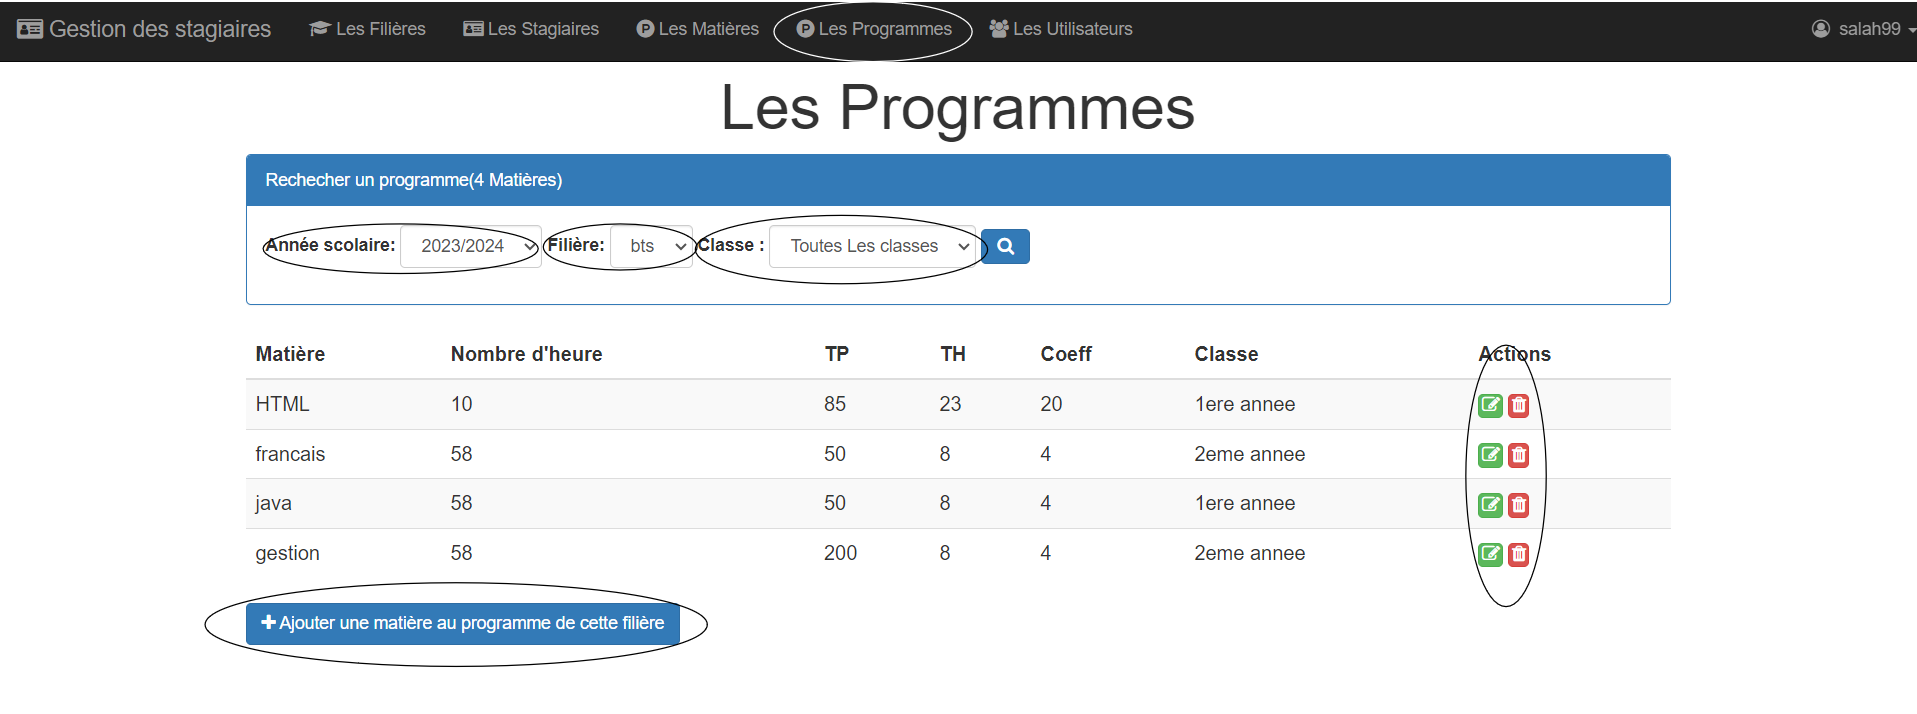 Gestion des stagiaires Les Filières Les Stagiaires P Les Matières P Les Programmes Les Utilisateurs salah99
Les Programmes
Rechecher un programme(4 Matières)
Année scolaire: 2023/2024 Filière: bts Classe : Toutes Les classes
Matière Nombre d'heure TP TH Coeff Classe Actions
HTML 10 85 23 20 1ere annee
francais 58 50 8 4 2eme annee
java 58 50 8 4 1ere annee
gestion 58 200 8 4 2eme annee
Ajouter une matière au programme de cette filière